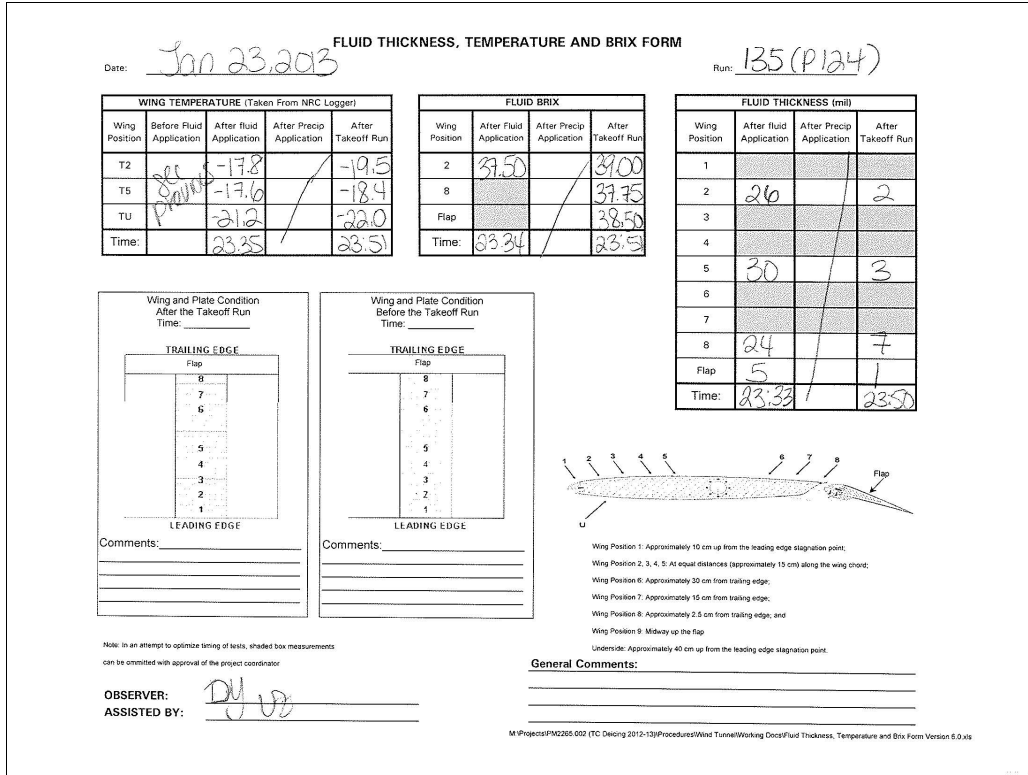 FLUID THICKNESS, TEMPERATURE AND BRIX FORM
Date: Jan 23, 2013
Run: 135 (P124)
WING TEMPERATURE (Taken From NRC Logger)
Wing Position Before Fluid Application After fluid Application After Precip Application After Takeoff Run
T2 see -17.8 -19.5
T5 previous -17.6 -18.4
TU -21.2 -22.0
Time: 23:35 23:51
FLUID BRIX
Wing Position After Fluid Application After Precip Application After Takeoff Run
2 37.50 39.00
8 37.75
Flap 38.50
Time: 23:34 23:51
FLUID THICKNESS (mil)
Wing Position After fluid Application After Precip Application After Takeoff Run
1
2 26 2
3
4
5 30 3
6
7
8 24 7
Flap 5 1
Time: 23:33 23:50
Wing and Plate Condition
After the Takeoff Run
Time:
TRAILING EDGE
Flap
8
7
6
5
4
3
2
1
LEADING EDGE
Comments:
Wing and Plate Condition
Before the Takeoff Run
Time:
TRAILING EDGE
Flap
8
7
6
5
4
3
2
1
LEADING EDGE
Comments:
1 2 3 4 5 6 7 8
Flap
U
Wing Position 1: Approximately 10 cm up from the leading edge stagnation point;
Wing Position 2, 3, 4, 5: At equal distances (approximately 15 cm) along the wing chord;
Wing Position 6: Approximately 30 cm from trailing edge;
Wing Position 7: Approximately 15 cm from trailing edge;
Wing Position 8: Approximately 2.5 cm from trailing edge; and
Wing Position 9: Midway up the flap
Underside: Approximately 40 cm up from the leading edge stagnation point.
Note: In an attempt to optimize timing of tests, shaded box measurements
can be ommitted with approval of the project coordinator
General Comments:
OBSERVER: DY
ASSISTED BY:
M:\Projects\PM2265.002 (TC Deicing 2012-13)\Procedures\Wind Tunnel\Working Docs\Fluid Thickness, Temperature and Brix Form Version 6.0.xls